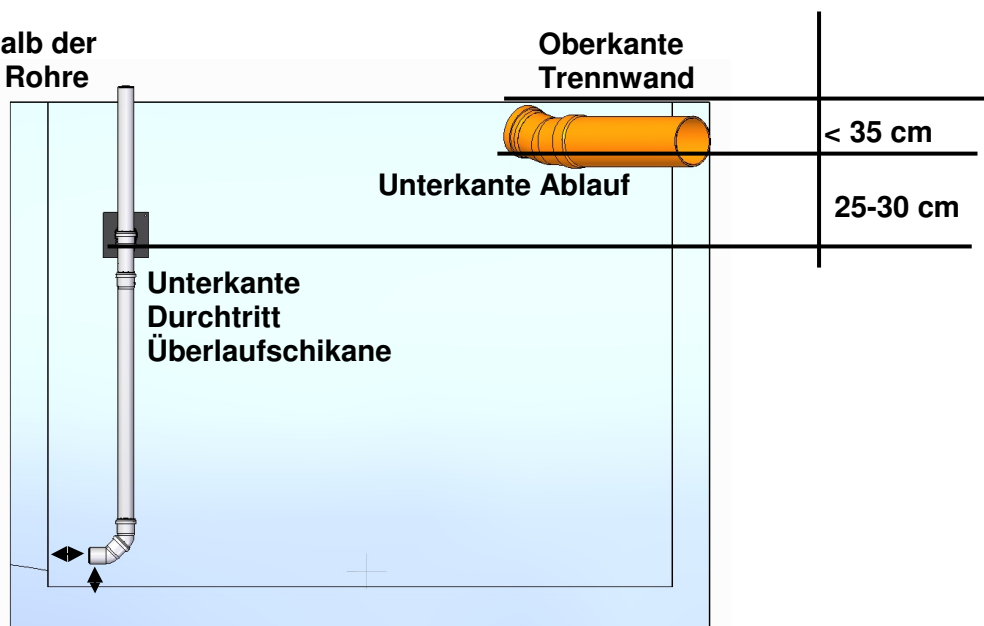 alb der
Rohre
Oberkante
Trennwand
< 35 cm
Unterkante Ablauf
25-30 cm
Unterkante
Durchtritt
Überlaufschikane